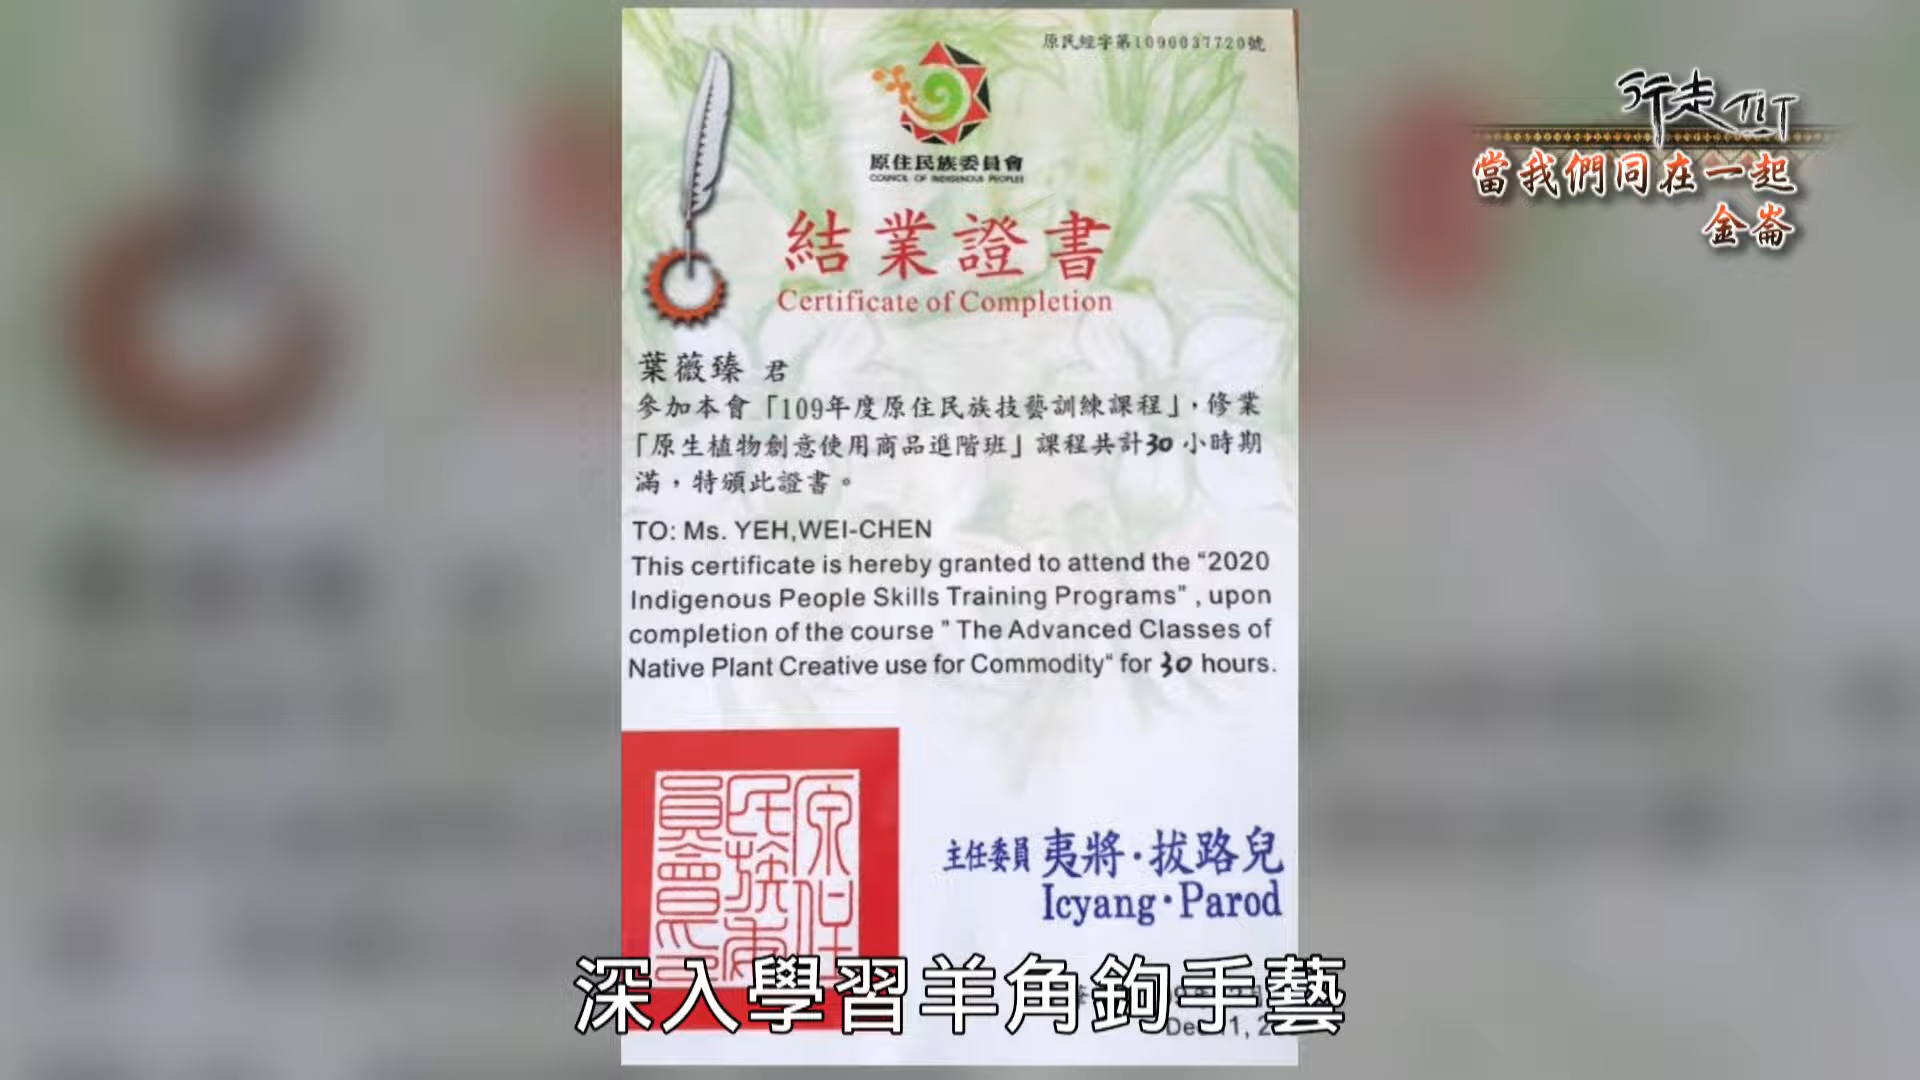 原民經字第1090037720號
原住民族委員會
COUNCIL OF INDIGENOUS PEOPLES
結業證書
Certificate of Completion
葉薇臻 君
參加本會「109年度原住民族技藝訓練課程」,修業
「原生植物創意使用商品進階班」課程共計30小時期
滿,特頒此證書。
TO: Ms. YEH,WEI-CHEN
This certificate is hereby granted to attend the “2020
Indigenous People Skills Training Programs” , upon
completion of the course ” The Advanced Classes of
Native Plant Creative use for Commodity“ for 30 hours.
主任委員 夷將·拔路兒
Icyang·Parod
原住
民族委
員會印
行走TIT
當我們同在一起
金崙
深入學習羊角鉤手藝